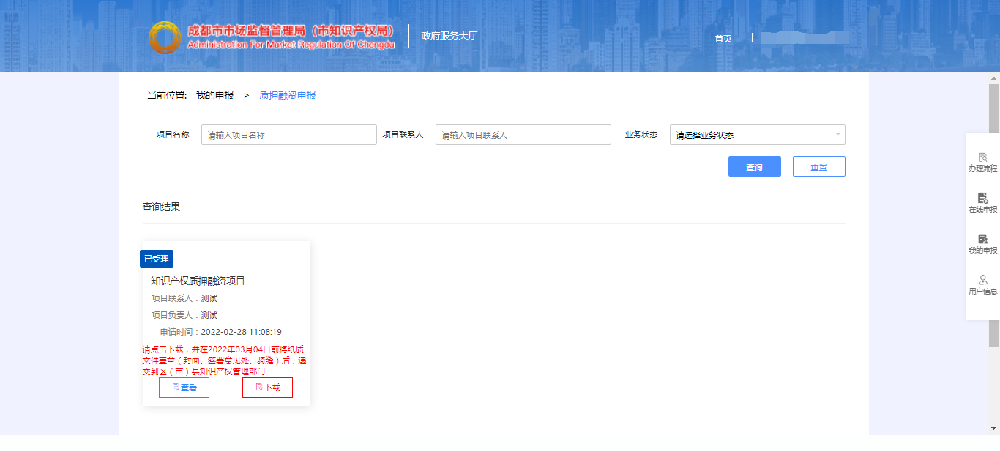 成都市市场监督管理局（市知识产权局）
Administration For Market Regulation Of Chengdu
政府服务大厅
首页
当前位置: 我的申报 > 质押融资申报
项目名称 请输入项目名称 项目联系人 请输入项目联系人 业务状态 请选择业务状态
查询 重置
查询结果
已受理
知识产权质押融资项目
项目联系人：测试
项目负责人：测试
申请时间：2022-02-28 11:08:19
请点击下载，并在2022年03月04日前将纸质
文件盖章（封面、签署意见处、骑缝）后，递
交到区（市）县知识产权管理部门
查看 下载
办理流程
在线申报
我的申报
用户信息